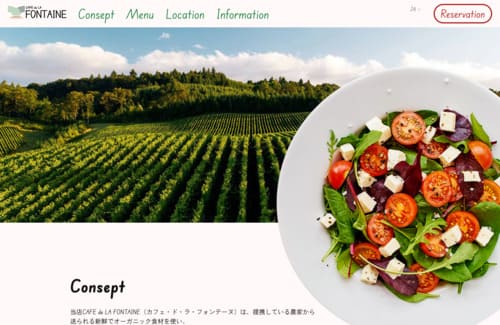 CAFE de LA
FONTAINE
Consept
Menu
Location
Information
JA
Reservation
Consept
当店CAFE de LA FONTAINE（カフェ・ド・ラ・フォンテーヌ）は、提携している農家から
送られる新鮮でオーガニック食材を使い、